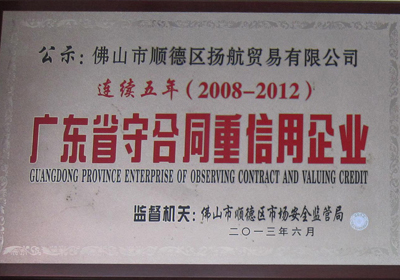 公示：佛山市顺德区扬航贸易有限公司
连续五年（2008-2012）
广东省守合同重信用企业
GUANGDONG PROVINCE ENTERPRISE OF OBSERVING CONTRACT AND VALUING CREDIT
监督机关：佛山市顺德区市场安全监管局
二〇一三年六月